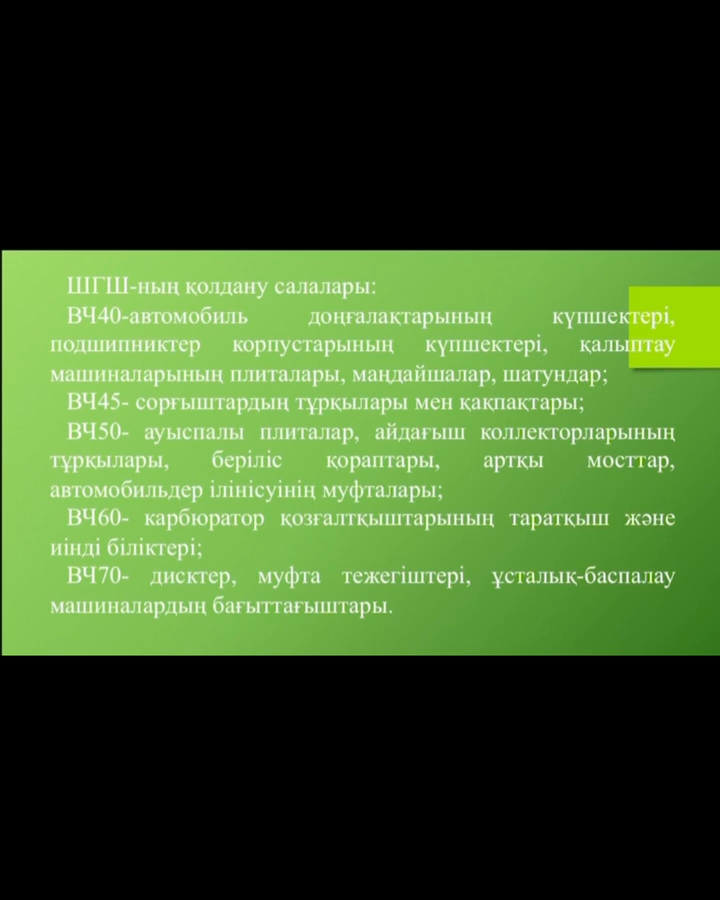 ШГШ-ның қолдану салалары:
ВЧ40-автомобиль доңғалақтарының күпшектері,
подшипниктер корпустарының күпшектері, қалыптау
машиналарының плиталары, маңдайшалар, шатундар;
ВЧ45- сорғыштардың тұрқылары мен қақпақтары;
ВЧ50- ауыспалы плиталар, айдағыш коллекторларының
тұрқылары, беріліс қораптары, артқы мосттар,
автомобильдер ілінісуінің муфталары;
ВЧ60- карбюратор қозғалтқыштарының таратқыш және
иінді біліктері;
ВЧ70- дисктер, муфта тежегіштері, ұсталық-баспалау
машиналардың бағыттағыштары.